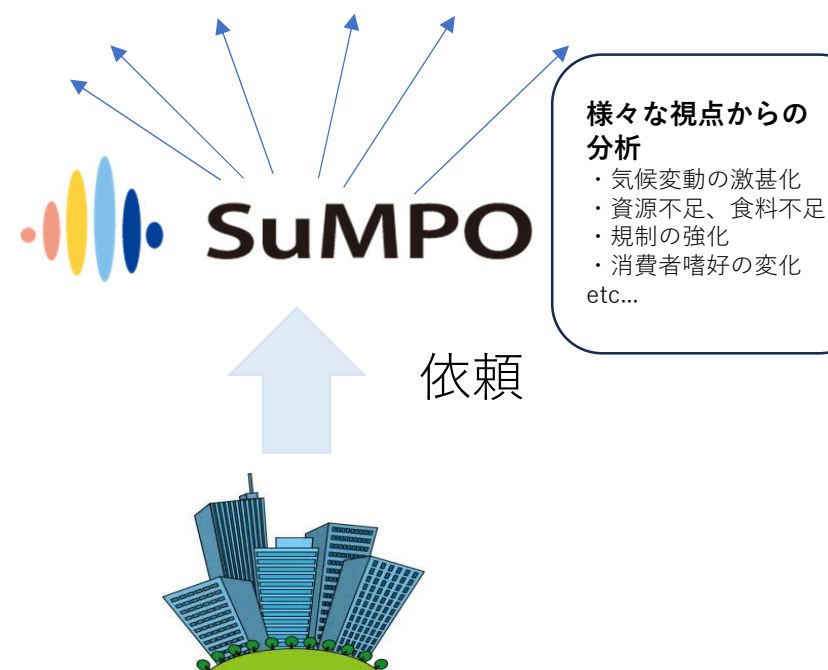 様々な視点からの
分析
・気候変動の激甚化
・資源不足、食料不足
・規制の強化
・消費者嗜好の変化
etc...
SuMPO
依頼